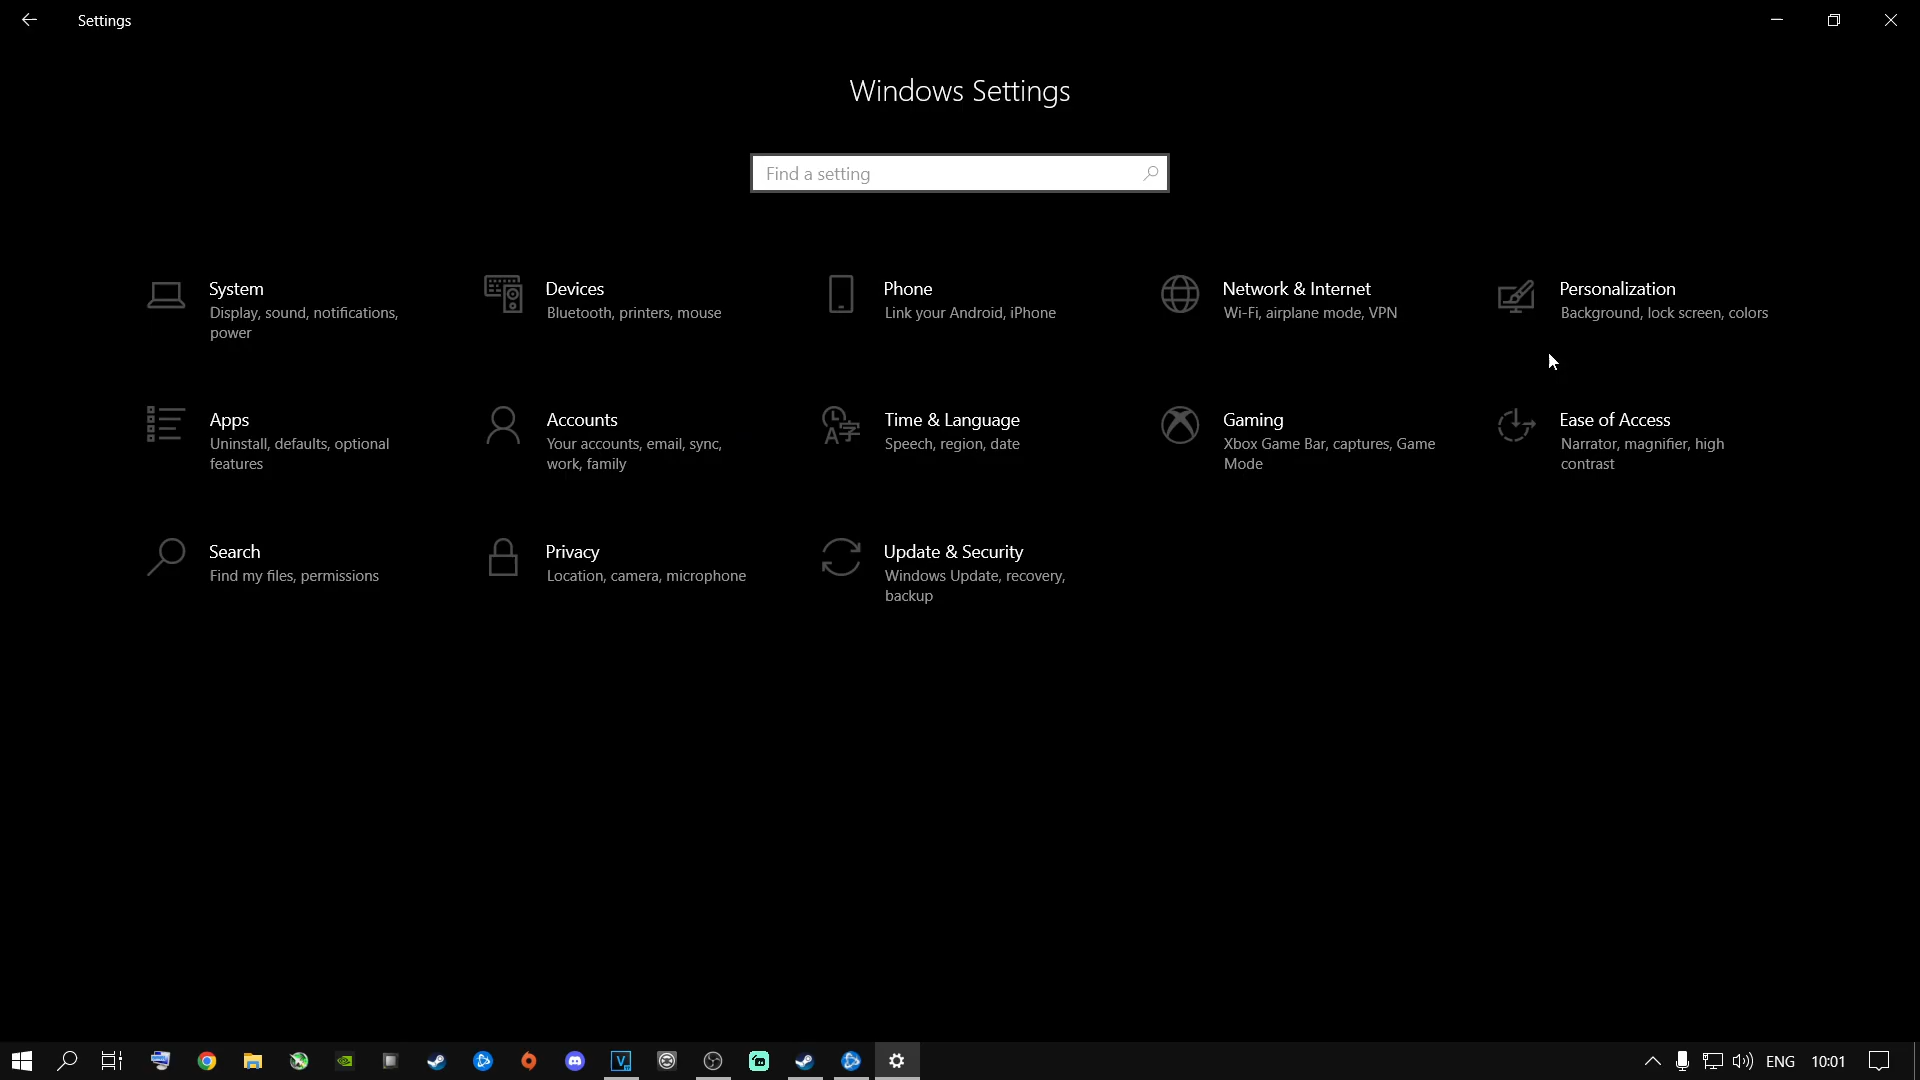 Settings
Windows Settings
Find a setting
System
Display, sound, notifications,
power
Devices
Bluetooth, printers, mouse
Phone
Link your Android, iPhone
Network & Internet
Wi-Fi, airplane mode, VPN
Personalization
Background, lock screen, colors
Apps
Uninstall, defaults, optional
features
Accounts
Your accounts, email, sync,
work, family
Time & Language
Speech, region, date
Gaming
Xbox Game Bar, captures, Game
Mode
Ease of Access
Narrator, magnifier, high
contrast
Search
Find my files, permissions
Privacy
Location, camera, microphone
Update & Security
Windows Update, recovery,
backup
ENG 10:01